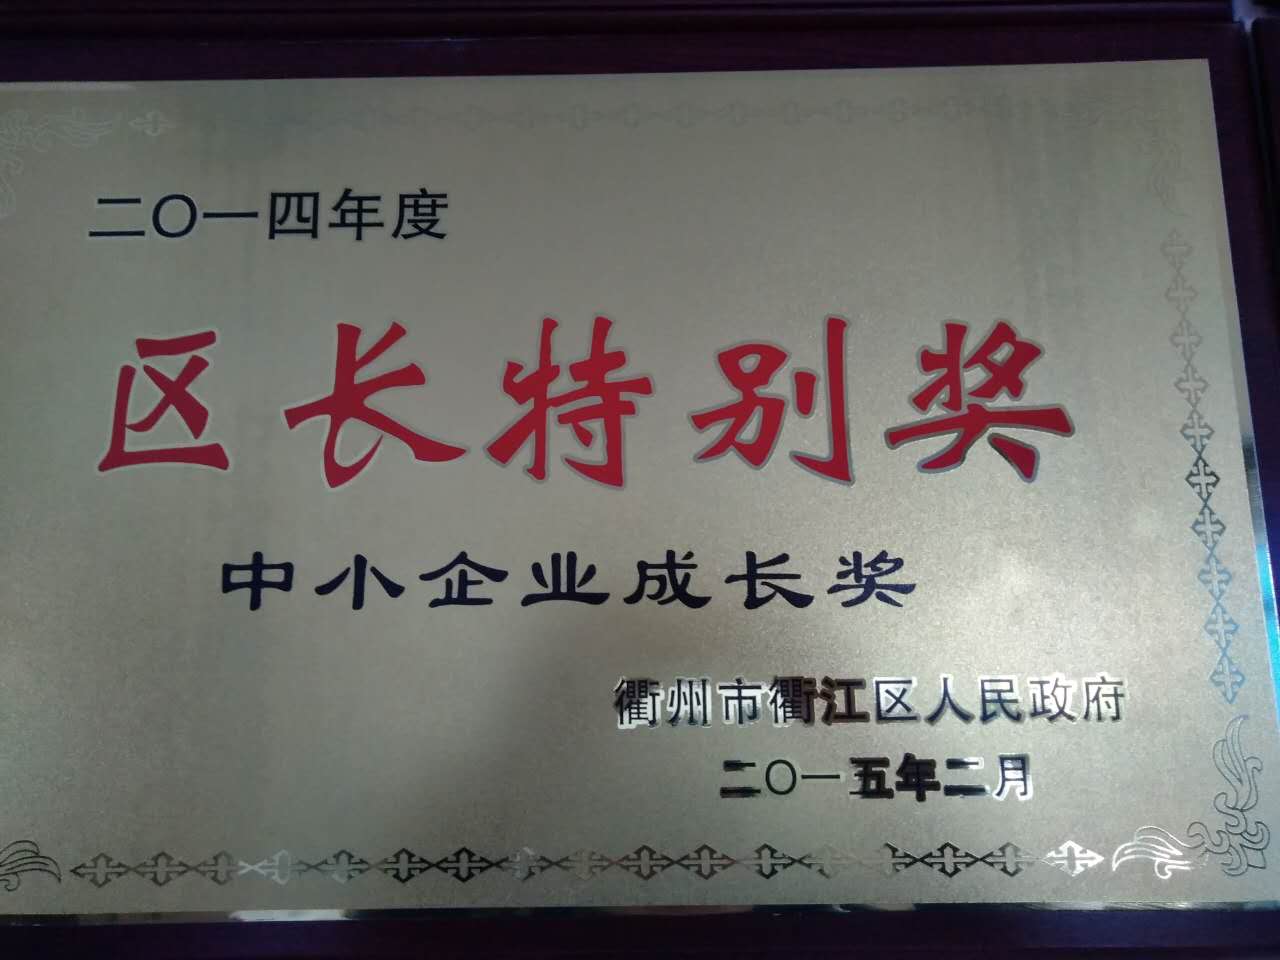 二〇一四年度
区长特别奖
中小企业成长奖
衢州市衢江区人民政府
二〇一五年二月